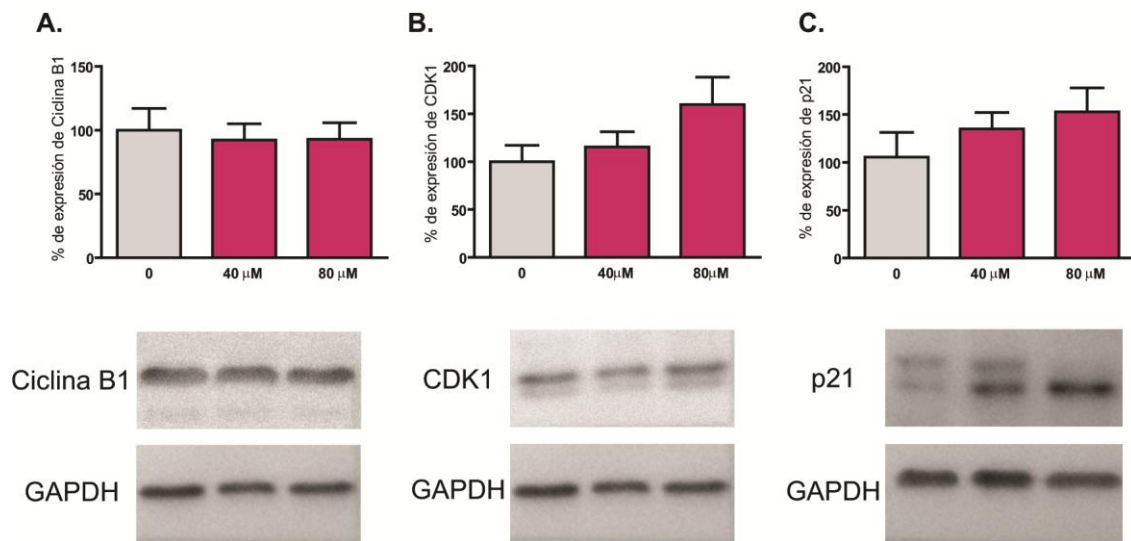 A.
% de expresión de Ciclina B1
150
100
50
0
0
40 μM
80 μM
Ciclina B1
GAPDH
B.
% de expresión de CDK1
200
150
100
50
0
0
40μM
80μM
CDK1
GAPDH
C.
% de expresión de p21
200
150
100
50
0
0
40 μM
80 μM
p21
GAPDH